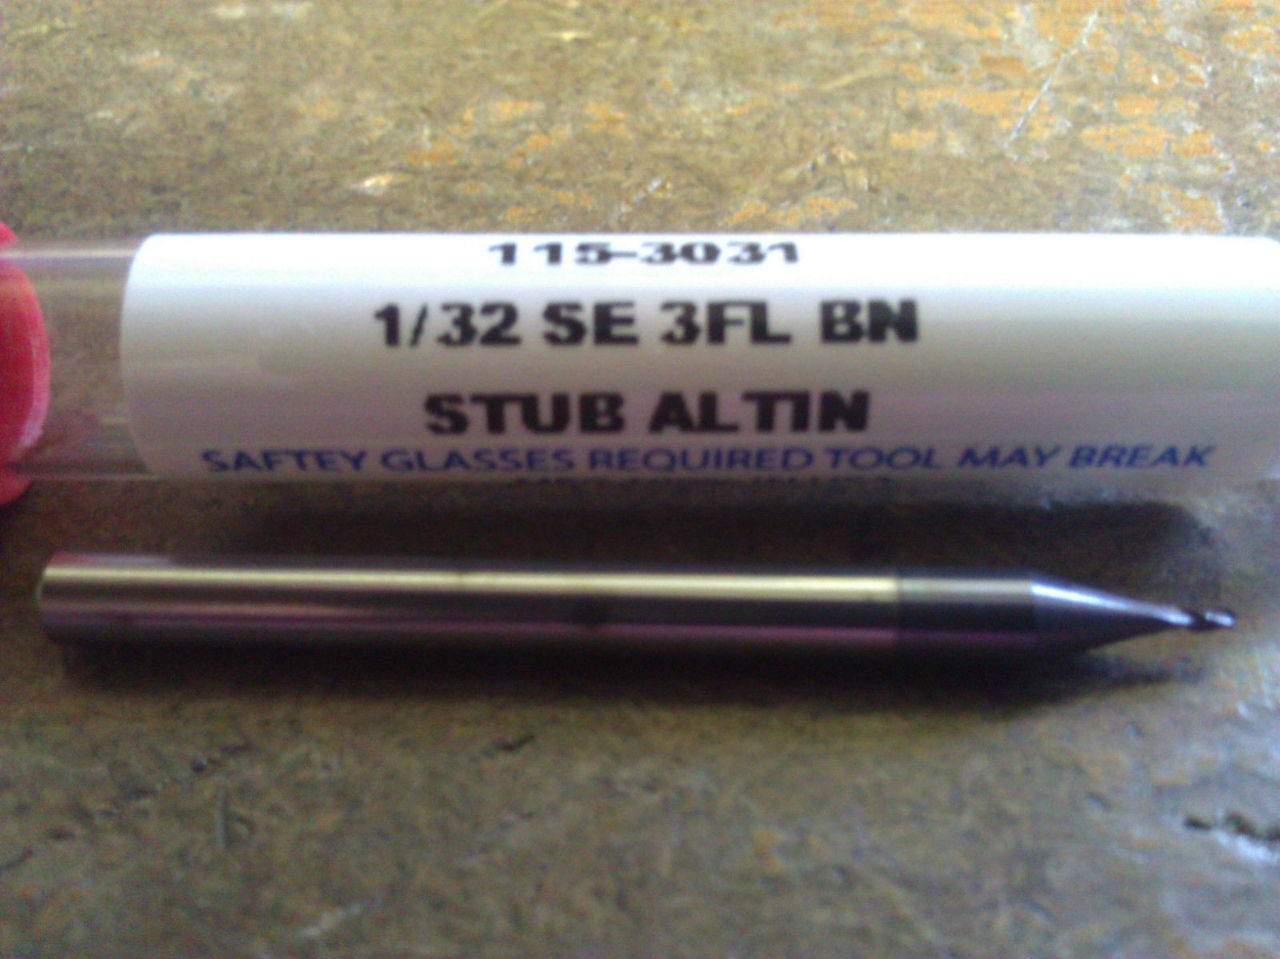 115-3031
1/32 SE 3FL BN
STUB ALTIN
SAFTEY GLASSES REQUIRED TOOL MAY BREAK